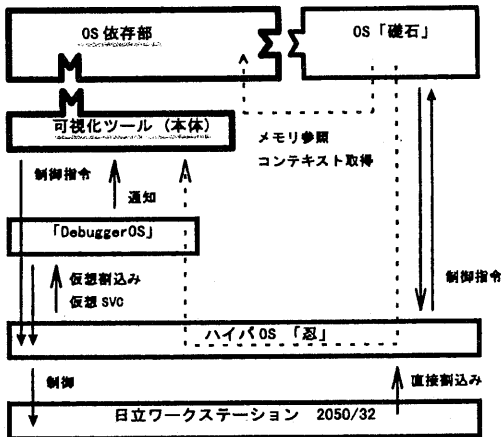 OS依存部
OS「礎石」
可視化ツール（本体）
メモリ参照
コンテキスト取得
制御指令
通知
「DebuggerOS」
仮想割込み
仮想SVC
制御指令
ハイパOS 「忍」
制御
直接割込み
日立ワークステーション 2050/32